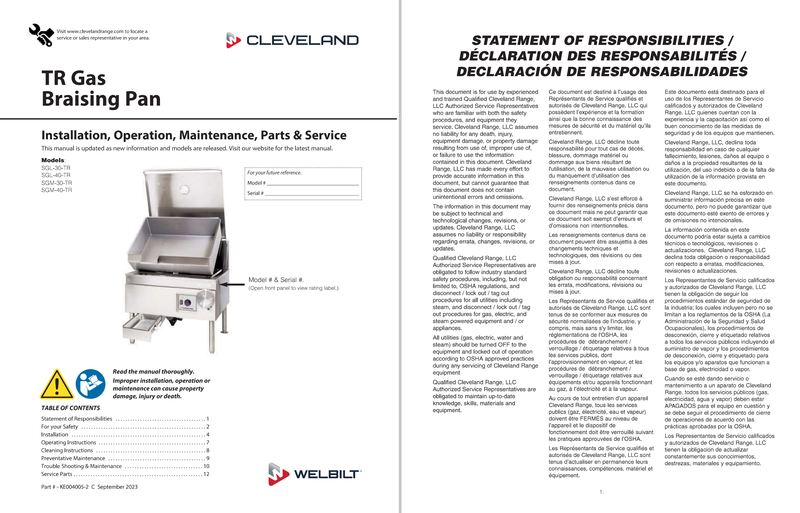 Visit www.clevelandrange.com to locate a
service or sales representative in your area.
CLEVELAND
TR Gas
Braising Pan
Installation, Operation, Maintenance, Parts & Service
This manual is updated as new information and models are released. Visit our website for the latest manual.
Models:
SGL-30-TR
SGL-40-TR
SGM-30-TR
SGM-40-TR
For your future reference.
Model #
Serial #
Model # & Serial #.
(Open front panel to view rating label.)
Read the manual thoroughly.
Improper installation, operation or
maintenance can cause property
damage, injury or death.
TABLE OF CONTENTS
Statement of Responsibilities . . . . . . . . . . . . . . . . . . . . . 1
For your Safety . . . . . . . . . . . . . . . . . . . . . 2
Installation . . . . . . . . . . . . . . . . . . . . . 4
Operating Instructions . . . . . . . . . . . . . . . . . . . . . 7
Cleaning Instructions . . . . . . . . . . . . . . . . . . . . . 8
Preventative Maintenance . . . . . . . . . . . . . . . . . . . . . 9
Trouble Shooting & Maintenance . . . . . . . . . . . . . . . . . . . . . 10
Service Parts . . . . . . . . . . . . . . . . . . . . . 12
Part # - KE004005-2 C September 2023
WELBILT
STATEMENT OF RESPONSIBILITIES /
DÉCLARATION DES RESPONSABILITÉS /
DECLARACIÓN DE RESPONSABILIDADES
This document is for use by experienced
and trained Qualified Cleveland Range,
LLC Authorized Service Representatives
who are familiar with both the safety
procedures, and equipment they
service. Cleveland Range, LLC assumes
no liability for any death, injury,
equipment damage, or property damage
resulting from use of, improper use of,
or failure to use the information
contained in this document. Cleveland
Range, LLC has made every effort to
provide accurate information in this
document, but cannot guarantee that
this document does not contain
unintentional errors and omissions.
The information in this document may
be subject to technical and
technological changes, revisions, or
updates. Cleveland Range, LLC
assumes no liability or responsibility
regarding errata, changes, revisions, or
updates.
Qualified Cleveland Range, LLC
Authorized Service Representatives are
obligated to follow industry standard
safety procedures, including, but not
limited to, OSHA regulations, and
disconnect / lock out / tag out
procedures for all utilities including
steam, and disconnect / lock out / tag
out procedures for gas, electric, and
steam powered equipment and / or
appliances.
All utilities (gas, electric, water and
steam) should be turned OFF to the
equipment and locked out of operation
according to OSHA approved practices
during any servicing of Cleveland Range
equipment
Qualified Cleveland Range, LLC
Authorized Service Representatives are
obligated to maintain up-to-date
knowledge, skills, materials and
equipment.
Ce document est destiné à l'usage des
Représentants de Service qualifiés et
autorisés de Cleveland Range, LLC qui
possèdent l'expérience et la formation
ainsi que la bonne connaissance des
mesures de sécurité et du matériel qu'ils
entretiennent.
Cleveland Range, LLC décline toute
responsabilité pour tout cas de décès,
blessure, dommage matériel ou
dommage aux biens résultant de
l'utilisation, de la mauvaise utilisation ou
du manquement d'utilisation des
renseignements contenus dans ce
document.
Cleveland Range, LLC s'est efforcé à
fournir des renseignements précis dans
ce document mais ne peut garantir que
ce document soit exempt d'erreurs et
d'omissions non intentionnelles.
Les renseignements contenus dans ce
document peuvent être assujettis à des
changements techniques et
technologiques, des révisions ou des
mises à jour.
Cleveland Range, LLC décline toute
obligation ou responsabilité concernant
les errata, modifications, révisions ou
mises à jour.
Les Représentants de Service qualifiés et
autorisés de Cleveland Range, LLC sont
tenus de se conformer aux mesures de
sécurité normalisées de l'industrie, y
compris, mais sans s'y limiter, les
réglementations de l'OSHA, les
procédures de débranchement /
verrouillage / étiquetage relatives à tous
les services publics, dont
l'approvisionnement en vapeur, et les
procédures de débranchement /
verrouillage / étiquetage relatives aux
équipements et/ou appareils fonctionnant
au gaz, à l'électricité et à la vapeur.
Au cours de tout entretien d'un appareil
Cleveland Range, tous les services
publics (gaz, électricité, eau et vapeur)
doivent être FERMÉS au niveau de
l'appareil et le dispositif de
fonctionnement doit être verrouillé suivant
les pratiques approuvées de l'OSHA.
Les Représentants de Service qualifiés et
autorisés de Cleveland Range, LLC sont
tenus d'actualiser en permanence leurs
connaissances, compétences, matériel et
équipement.
Este documento está destinado para el
uso de los Representantes de Servicio
calificados y autorizados de Cleveland
Range, LLC quienes cuentan con la
experiencia y la capacitación así como el
buen conocimiento de las medidas de
seguridad y de los equipos que mantienen.
Cleveland Range, LLC, declina toda
responsabilidad en caso de cualquier
fallecimiento, lesiones, daños al equipo o
daños a la propiedad resultantes de la
utilización, del uso indebido o de la falta de
utilización de la información provista en
este documento.
Cleveland Range, LLC se ha esforzado en
suministrar información precisa en este
documento, pero no puede garantizar que
este documento esté exento de errores y
de omisiones no intencionales.
La información contenida en este
documento podría estar sujeta a cambios
técnicos o tecnológicos, revisiones o
actualizaciones. Cleveland Range, LLC
declina toda obligación o responsabilidad
con respecto a erratas, modificaciones,
revisiones o actualizaciones.
Los Representantes de Servicio calificados
y autorizados de Cleveland Range, LLC
tienen la obligación de seguir los
procedimientos estándar de seguridad de
la industria; los cuales incluyen pero no se
limitan a los reglamentos de la OSHA (La
Administración de la Seguridad y Salud
Ocupacionales), los procedimientos de
desconexión, cierre y etiquetado relativos
a todos los servicios públicos incluyendo el
suministro de vapor y los procedimientos
de desconexión, cierre y etiquetado para
los equipos y/o aparatos que funcionan a
base de gas, electricidad o vapor.
Cuando se esté dando servicio o
mantenimiento a un aparato de Cleveland
Range, todos los servicios públicos (gas,
electricidad, agua y vapor) deben estar
APAGADOS para el equipo en cuestión y
se debe seguir el procedimiento de cierre
de operaciones de acuerdo con las
prácticas aprobadas por la OSHA.
Los Representantes de Servicio calificados
y autorizados de Cleveland Range, LLC
tienen la obligación de actualizar
constantemente sus conocimientos,
destrezas, materiales y equipamiento.
1.